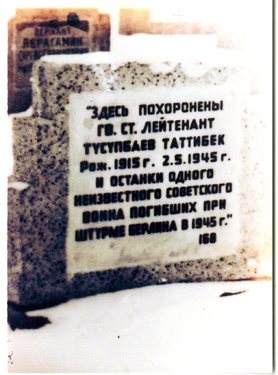 "ЗДЕСЬ ПОХОРОНЕНЫ
ГВ. СТ. ЛЕЙТЕНАНТ
ТУСУПБАЕВ ТАТТИБЕК
Рож. 1915 г. 2.5.1945 г.
И ОСТАНКИ ОДНОГО
НЕИЗВЕСТНОГО СОВЕТСКОГО
ВОИНА ПОГИБШИХ ПРИ
ШТУРМЕ БЕРЛИНА В 1945 г."
168